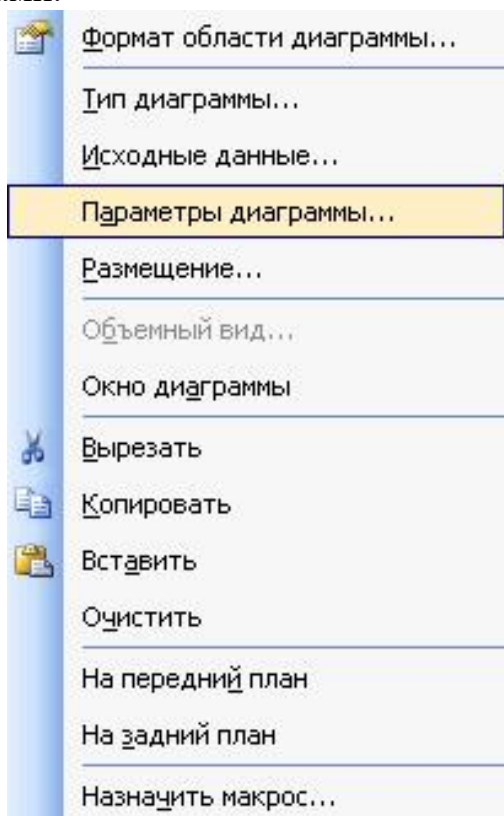 Формат области диаграммы...
Тип диаграммы...
Исходные данные...
Параметры диаграммы...
Размещение...
Объемный вид...
Окно диаграммы
Вырезать
Копировать
Вставить
Очистить
На передний план
На задний план
Назначить макрос...